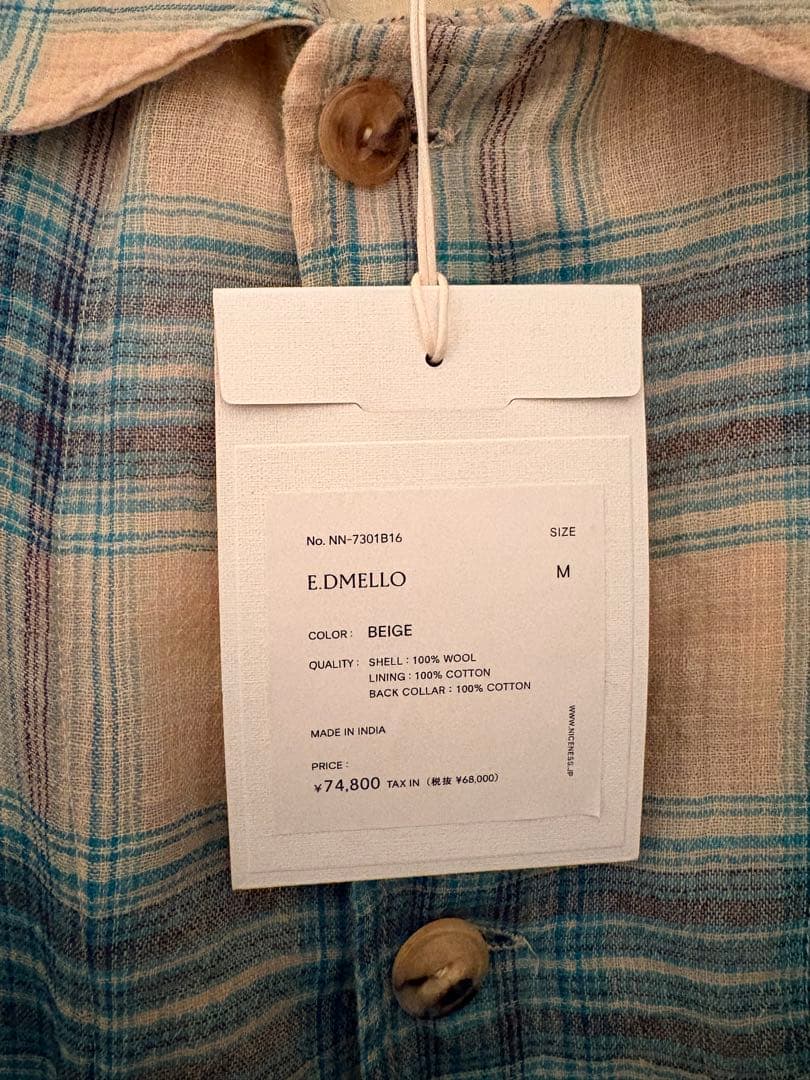 No. NN-7301B16
SIZE
E.DMELLO
M
COLOR : BEIGE
QUALITY : SHELL : 100% WOOL
LINING : 100% COTTON
BACK COLLAR : 100% COTTON
MADE IN INDIA
WWW.NICENESS.JP
PRICE :
¥74,800 TAX IN (税抜 ¥68,000)